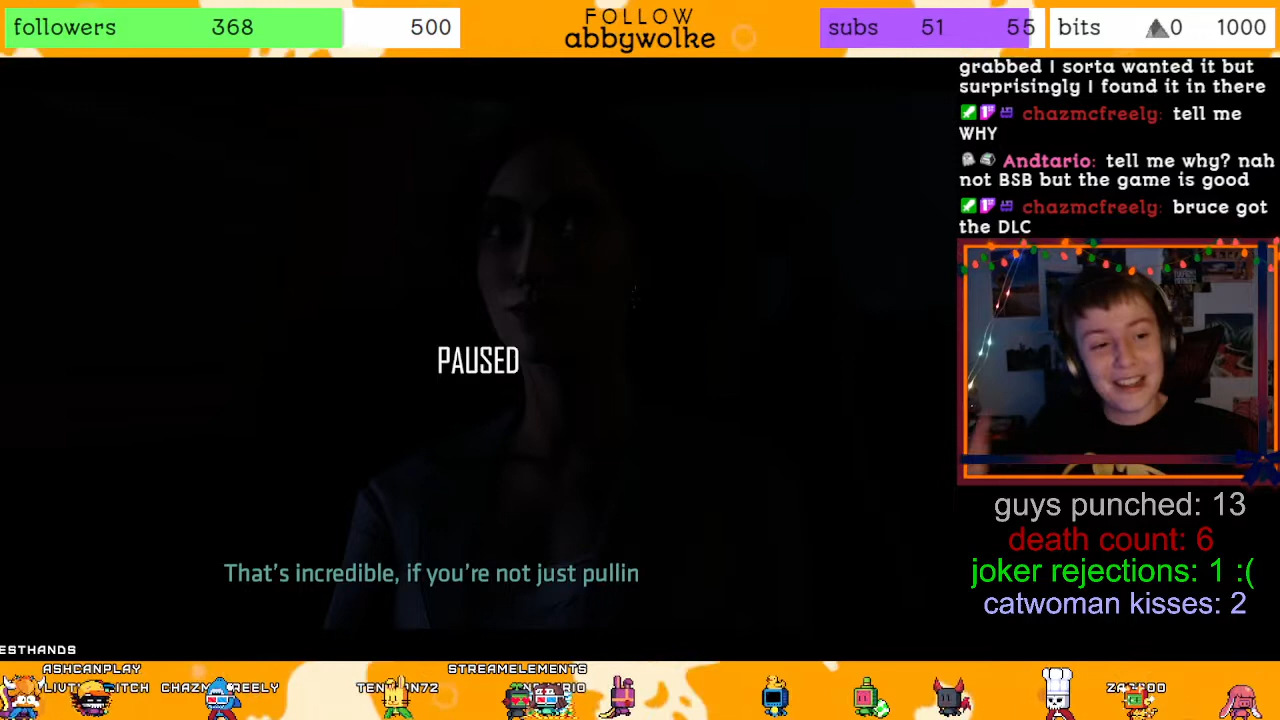 followers 368 500
FOLLOW
abbywolke
subs 51 55
bits 0 1000
grabbed I sorta wanted it but
surprisingly I found it in there
chazmcfreely: tell me
WHY
Andtario: tell me why? nah
not BSB but the game is good
chazmcfreely: bruce got
the DLC
PAUSED
That's incredible, if you're not just pullin
guys punched: 13
death count: 6
joker rejections: 1 :(
catwoman kisses: 2
ESTHANDS
ASHCANPLAY
STREAMELEMENTS